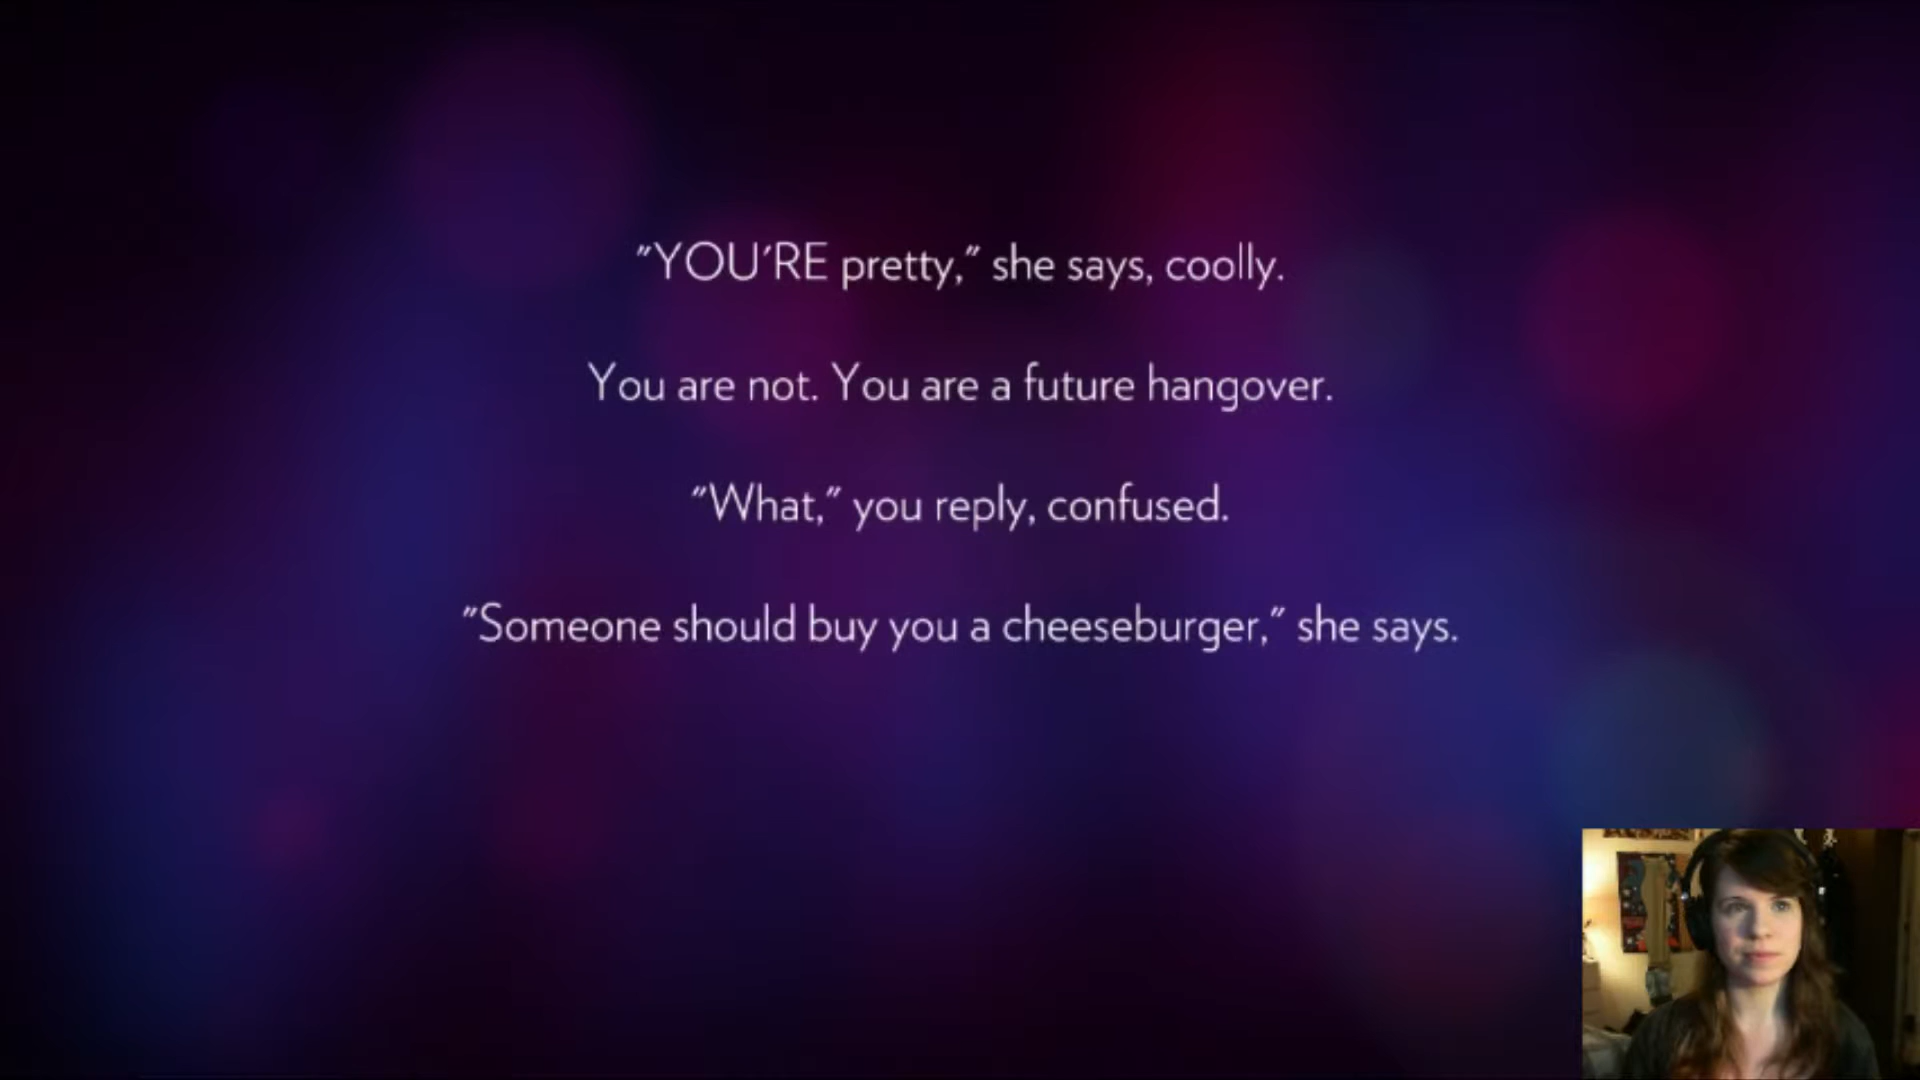 "YOU'RE pretty," she says, coolly.
You are not. You are a future hangover.
"What," you reply, confused.
"Someone should buy you a cheeseburger," she says.